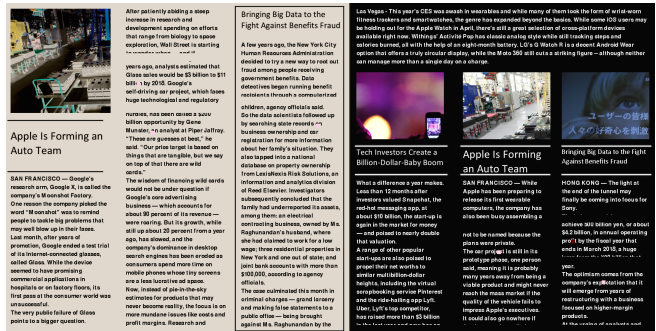 Apple Is Forming an
Auto Team
SAN FRANCISCO — Google's
research arm, Google X, is called the
company's Moonshot Factory.
One reason the company picked the
word "Moonshot" was to remind
people to tackle big problems that
may well blow up in their faces.
Last month, after years of
promotion, Google ended a test trial
of its Internet-connected glasses,
called Glass. While the device
seemed to have promising
commercial applications in
hospitals or on factory floors, its
first pass at the consumer world was
unsuccessful.
The very public failure of Glass
points to a bigger question.
After patiently abiding a steep
increase in research and
development spending on efforts
that range from biology to space
exploration, Wall Street is starting
years, analysts estimated that
Glass sales would be $3 billion to $11
by 2018. Google's
self-driving car project, which faces
huge technological and regulatory
hurdles, has been called a $200
billion opportunity by Gene
Munster, an analyst at Piper Jaffray.
"These are guesses at best," he
said. "Our price target is based on
things that are tangible, but we say
on top of that there are wild
cards."
The wisdom of financing wild cards
would not be under question if
Google's core advertising
business — which accounts for
about 90 percent of its revenue —
were roaring. But its growth, while
still up about 20 percent from a year
ago, has slowed, and the
company's dominance in desktop
search engines has been eroded as
consumers spend more time on
mobile phones whose tiny screens
are a less lucrative ad space.
Now, instead of pie-in-the-sky
estimates for products that may
never become reality, the focus is on
more mundane issues like costs and
profit margins. Research and
Bringing Big Data to the
Fight Against Benefits Fraud
A few years ago, the New York City
Human Resources Administration
decided to try a new way to root out
fraud among people receiving
government benefits. Data
detectives began running benefit
recipients through a computerized
children, agency officials said.
So the data scientists followed up
by searching state records
business ownership and car
registration for more information
about her family's situation. They
also tapped into a national
database on property ownership
from LexisNexis Risk Solutions, an
information and analytics division
of Reed Elsevier. Investigators
subsequently concluded that the
family had underreported its assets,
among them: an electrical
contracting business, owned by Ms.
Raghunandan's husband, where
she had claimed to work for a low
wage; three residential properties in
New York and one out of state; and
joint bank accounts with more than
$100,000, according to agency
officials.
The case culminated this month in
criminal charges — grand larceny
and making false statements to a
public office — being brought
against Ms. Raghunandan by the
Las Vegas - This year's CES was awash in wearables and while many of them took the form of wrist-worn
fitness trackers and smartwatches, the genre has expanded beyond the basics. While some iOS users may
be holding out for the Apple Watch in April, there's still a great selection of cross-platform devices
available right now. Withings' Activité Pop has classic analog style while still tracking steps and
calories burned, all with the help of an eight-month battery. LG's G Watch R is a decent Android Wear
option that offers a truly circular display, while the Moto 360 still cuts a striking figure — although neither
can manage more than a single day on a charge.
ユーザーの皆様
人々の好奇心を刺激
Tech Investors Create a
Billion-Dollar-Baby Boom
What a difference a year makes.
Less than 12 months after
investors valued Snapchat, the
red-hot messaging app, at
about $10 billion, the start-up is
again in the market for money
— and poised to nearly double
that valuation.
A range of other popular
start-ups are also poised to
propel their net worths to
similar multibillion-dollar
heights, including the virtual
scrapbooking service Pinterest
and the ride-hailing app Lyft.
Uber, Lyft's top competitor,
has raised more than $5 billion
Apple Is Forming
an Auto Team
SAN FRANCISCO — While
Apple has been preparing to
release its first wearable
computers, the company has
also been busy assembling a
not to be named because the
plans were private.
The car project is still in its
prototype phase, one person
said, meaning it is probably
many years away from being a
viable product and might never
reach the mass market if the
quality of the vehicle fails to
impress Apple's executives.
It could also go nowhere if
Bringing Big Data to the Fight
Against Benefits Fraud
HONG KONG — The light at
the end of the tunnel may
finally be coming into focus for
Sony.
achieve 500 billion yen, or about
$4.2 billion, in annual operating
profit by the fiscal year that
ends in March 2018, a huge
year.
The optimism comes from the
company's expectation that it
will emerge from years of
restructuring with a business
focused on higher-margin
products.
At the urging of analysts and